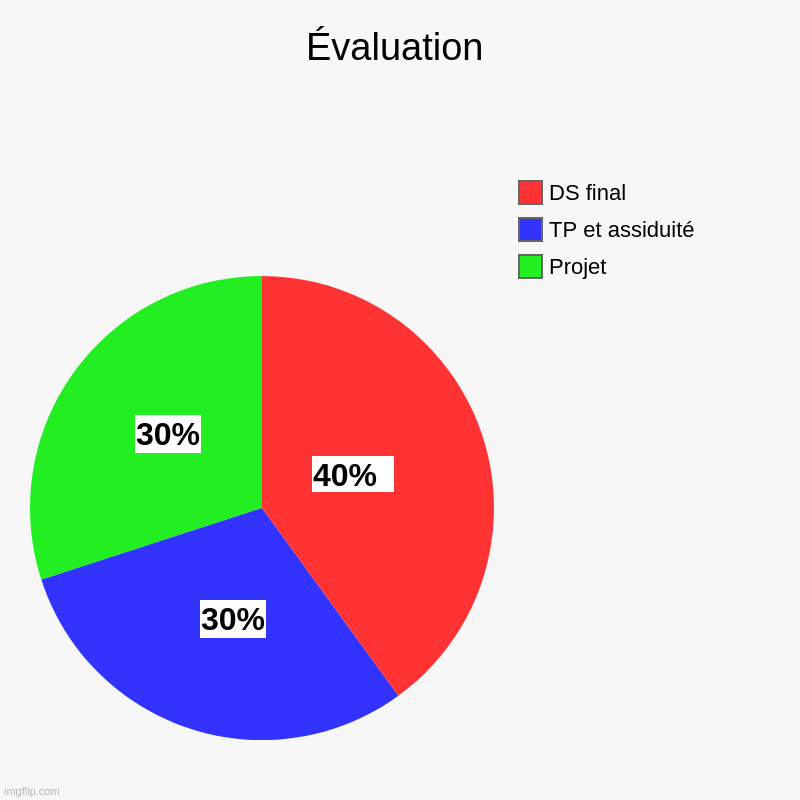 Évaluation
DS final
TP et assiduité
Projet
30%
40%
30%
imgflip.com